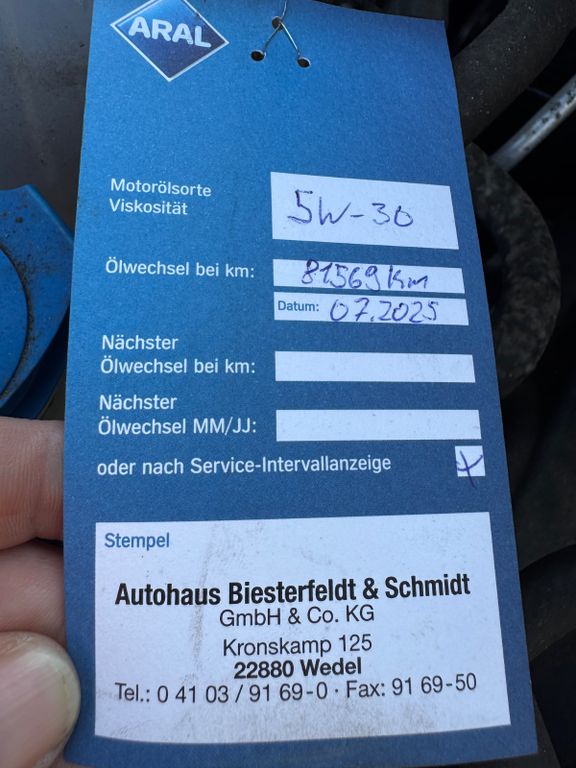 ARAL
Motorölsorte
Viskosität
5W-30
Ölwechsel bei km:
81569 km
Datum: 07.2025
Nächster
Ölwechsel bei km:
Nächster
Ölwechsel MM/JJ:
oder nach Service-Intervallanzeige x
Stempel
Autohaus Biesterfeldt & Schmidt
GmbH & Co. KG
Kronskamp 125
22880 Wedel
Tel.: 0 41 03 / 91 69-0 · Fax: 91 69-50